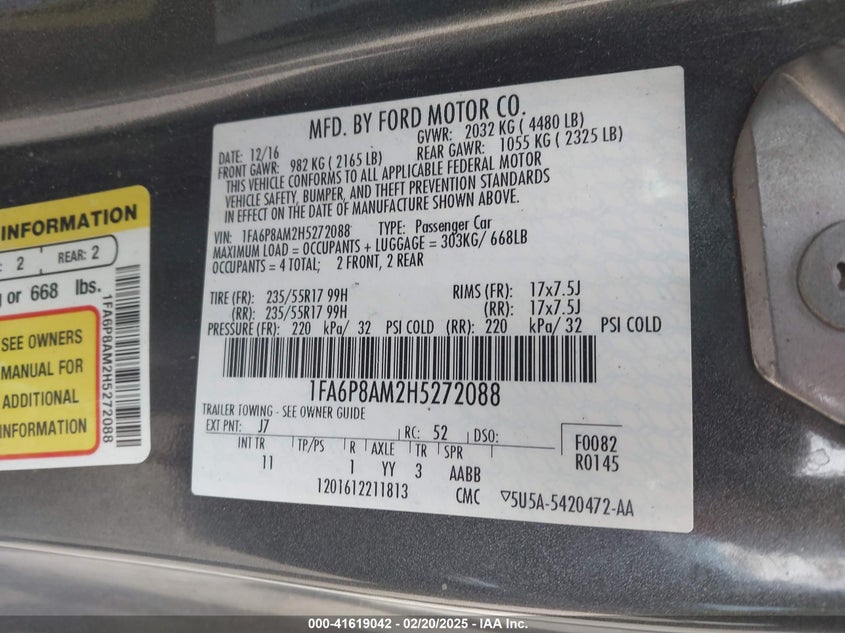 MFD. BY FORD MOTOR CO.
DATE: 12/16 GVWR: 2032 KG ( 4480 LB)
FRONT GAWR: 982 KG ( 2165 LB) REAR GAWR: 1055 KG ( 2325 LB)
THIS VEHICLE CONFORMS TO ALL APPLICABLE FEDERAL MOTOR
VEHICLE SAFETY, BUMPER, AND THEFT PREVENTION STANDARDS
IN EFFECT ON THE DATE OF MANUFACTURE SHOWN ABOVE.
VIN: 1FA6P8AM2H5272088 TYPE: Passenger Car
MAXIMUM LOAD = OCCUPANTS + LUGGAGE = 303KG/ 668LB
OCCUPANTS = 4 TOTAL; 2 FRONT, 2 REAR
TIRE (FR): 235/55R17 99H RIMS (FR): 17x7.5J
(RR): 235/55R17 99H (RR): 17x7.5J
PRESSURE (FR): 220 kPa/ 32 PSI COLD (RR): 220 kPa/ 32 PSI COLD
1FA6P8AM2H5272088
TRAILER TOWING - SEE OWNER GUIDE
EXT PNT: J7 RC: 52 DSO: F0082
INT TR TP/PS R AXLE TR SPR R0145
11 1 YY 3 AABB
1201612211813 CMC ▽5U5A-5420472-AA
INFORMATION
: 2 REAR: 2
g or 668 lbs.
SEE OWNERS
MANUAL FOR
ADDITIONAL
INFORMATION
1FA6P8AM2H5272088
000-41619042 - 02/20/2025 - IAA Inc.